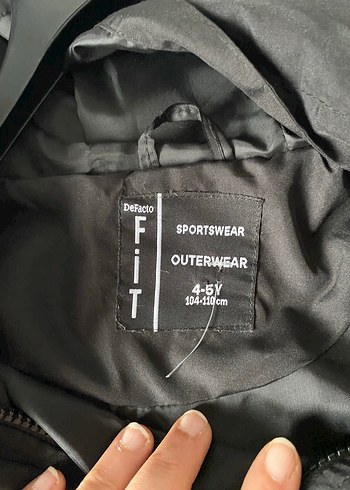 DeFacto
FiT
SPORTSWEAR
OUTERWEAR
4-5Y
104-110cm